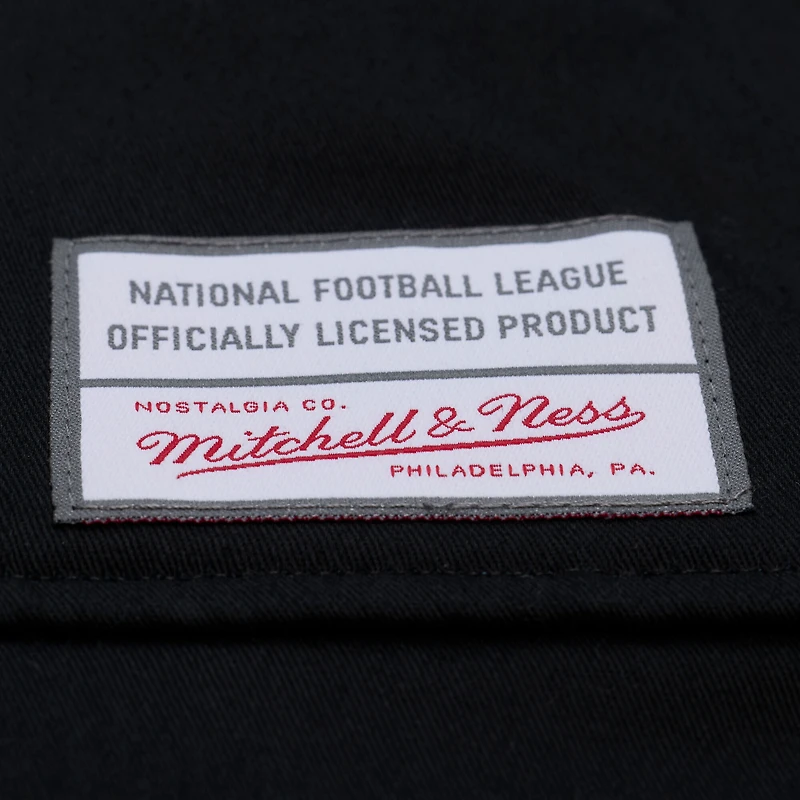 NATIONAL FOOTBALL LEAGUE
OFFICIALLY LICENSED PRODUCT
NOSTALGIA CO.
Mitchell & Ness
PHILADELPHIA, PA.